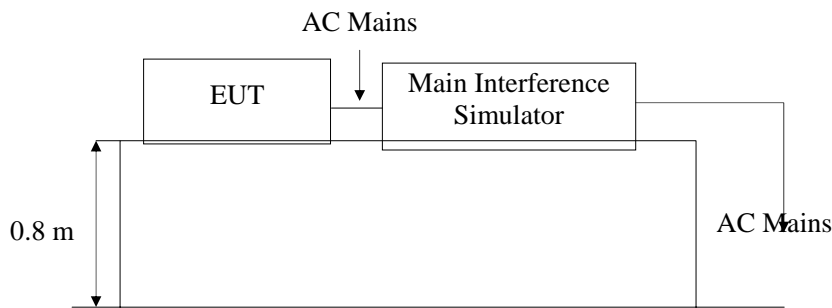 AC Mains
EUT
Main Interference
Simulator
0.8 m
AC Mains